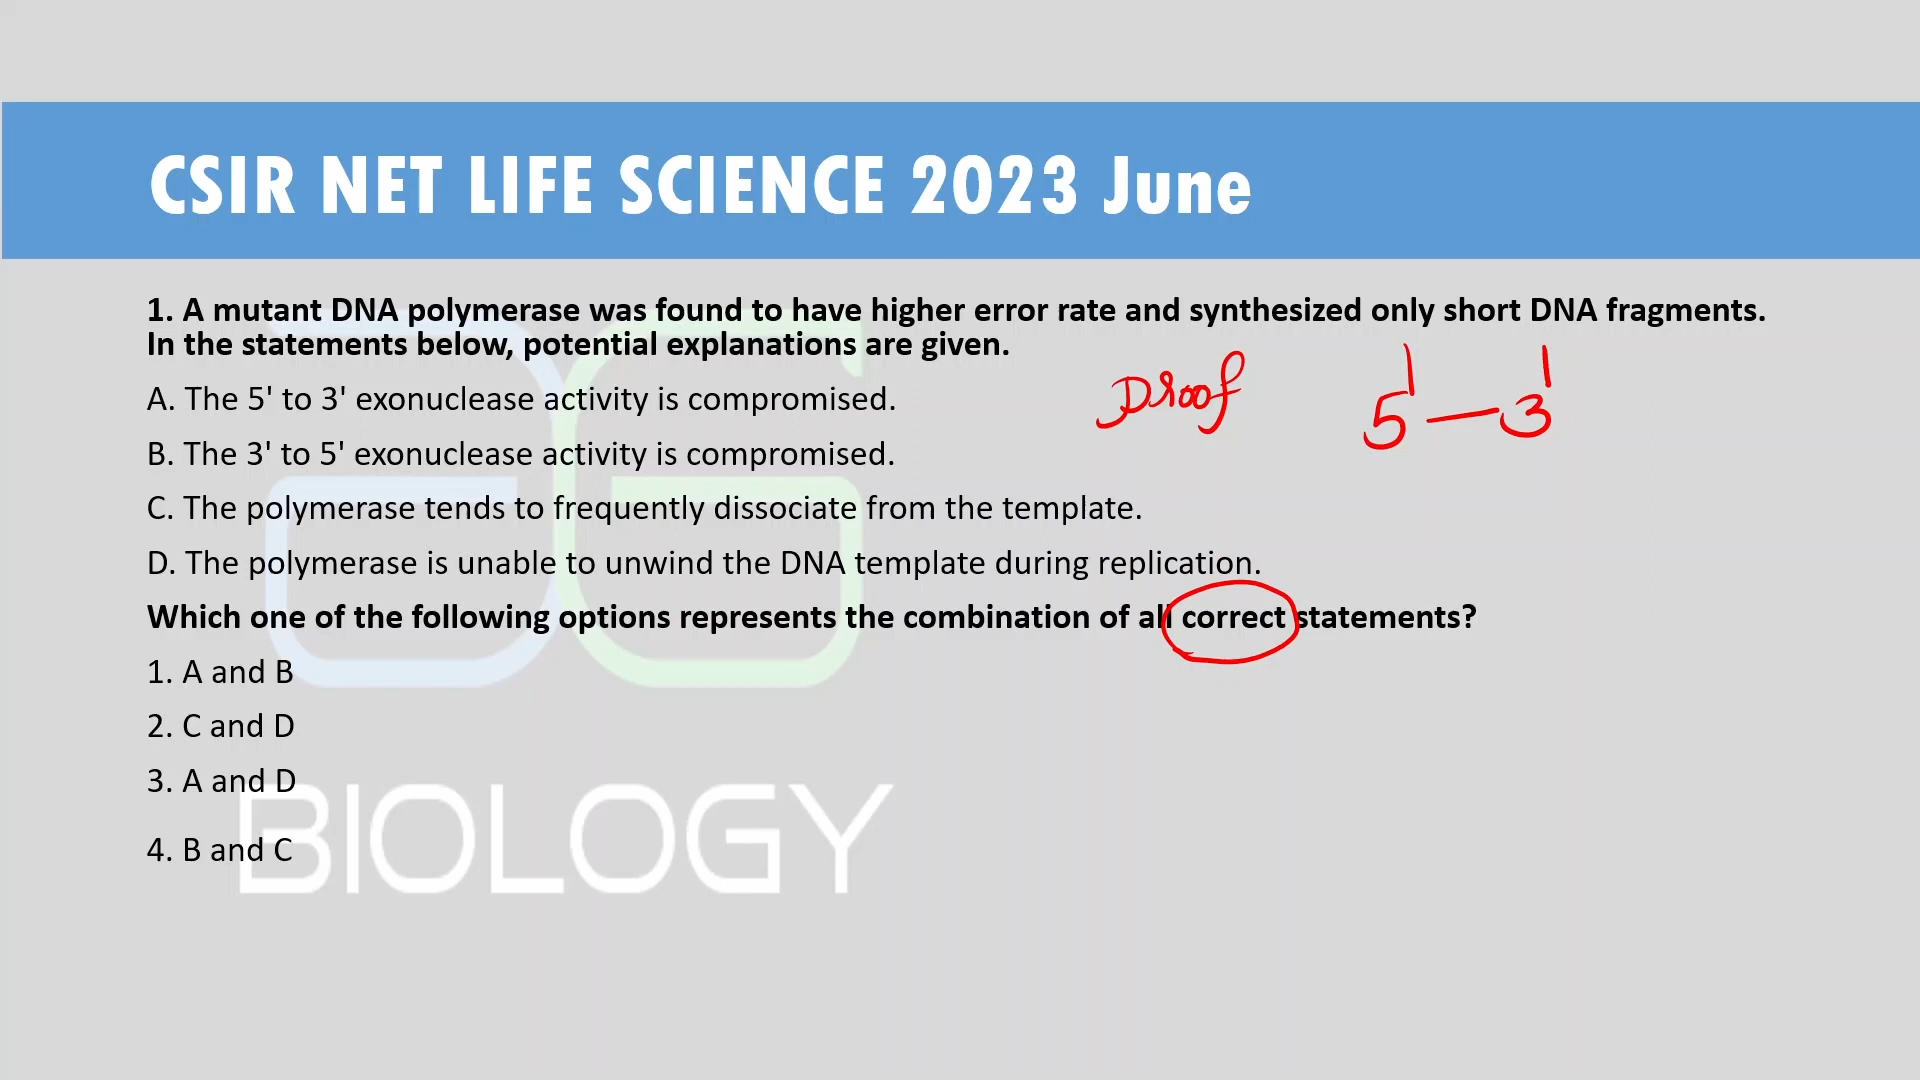 CSIR NET LIFE SCIENCE 2023 June
1. A mutant DNA polymerase was found to have higher error rate and synthesized only short DNA fragments.
In the statements below, potential explanations are given.
A. The 5' to 3' exonuclease activity is compromised.
Proof 5' — 3'
B. The 3' to 5' exonuclease activity is compromised.
C. The polymerase tends to frequently dissociate from the template.
D. The polymerase is unable to unwind the DNA template during replication.
Which one of the following options represents the combination of all correct statements?
1. A and B
2. C and D
3. A and D
4. B and C
BIOLOGY